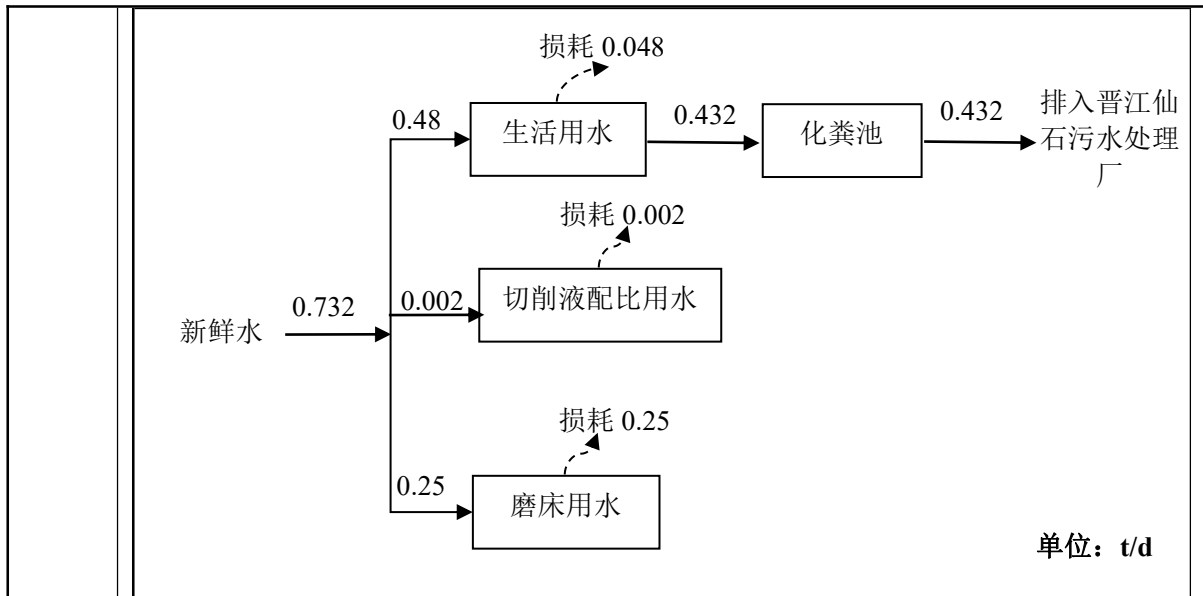 损耗 0.048
0.48
生活用水
0.432
化粪池
0.432
排入晋江仙
石污水处理
厂
损耗 0.002
新鲜水
0.732
0.002
切削液配比用水
损耗 0.25
0.25
磨床用水
单位：t/d